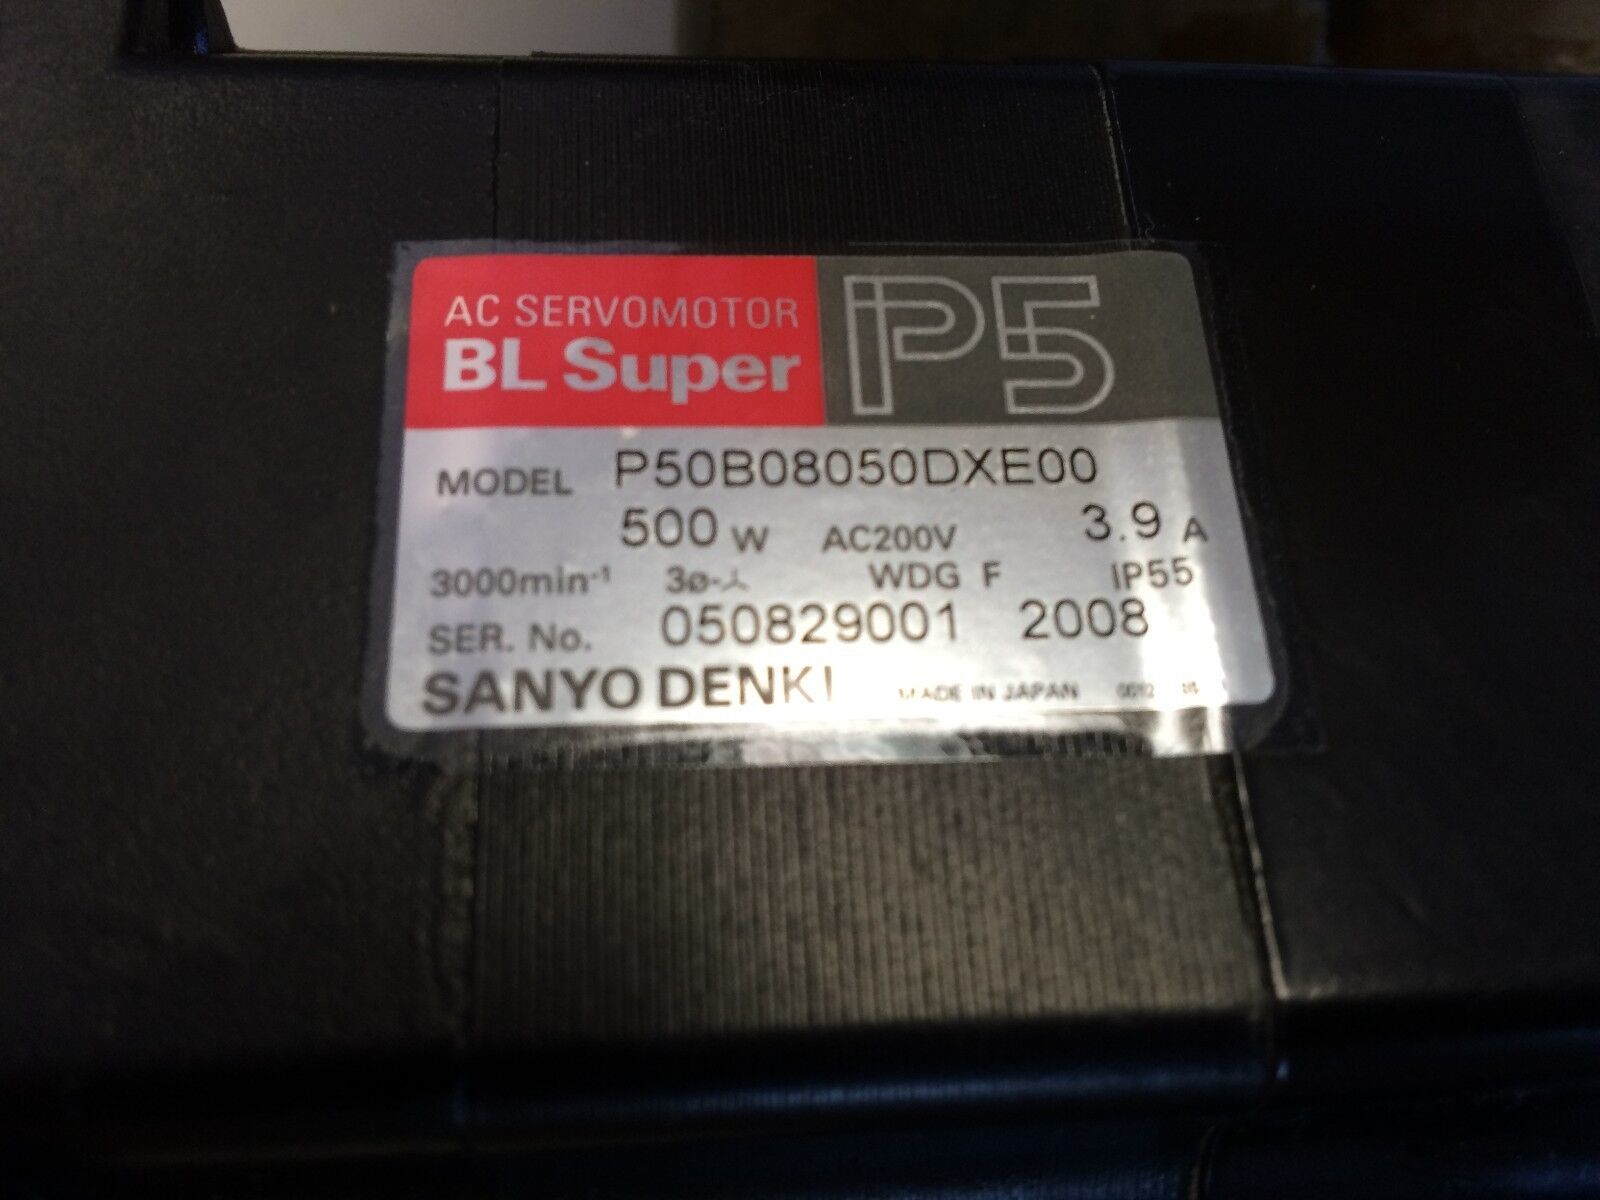 AC SERVOMOTOR
BL Super
P5
MODEL P50B08050DXE00
500 W AC200V 3.9 A
3000min⁻¹ 3ø-⅄ WDG F IP55
SER. No. 050829001 2008
SANYO DENKI MADE IN JAPAN